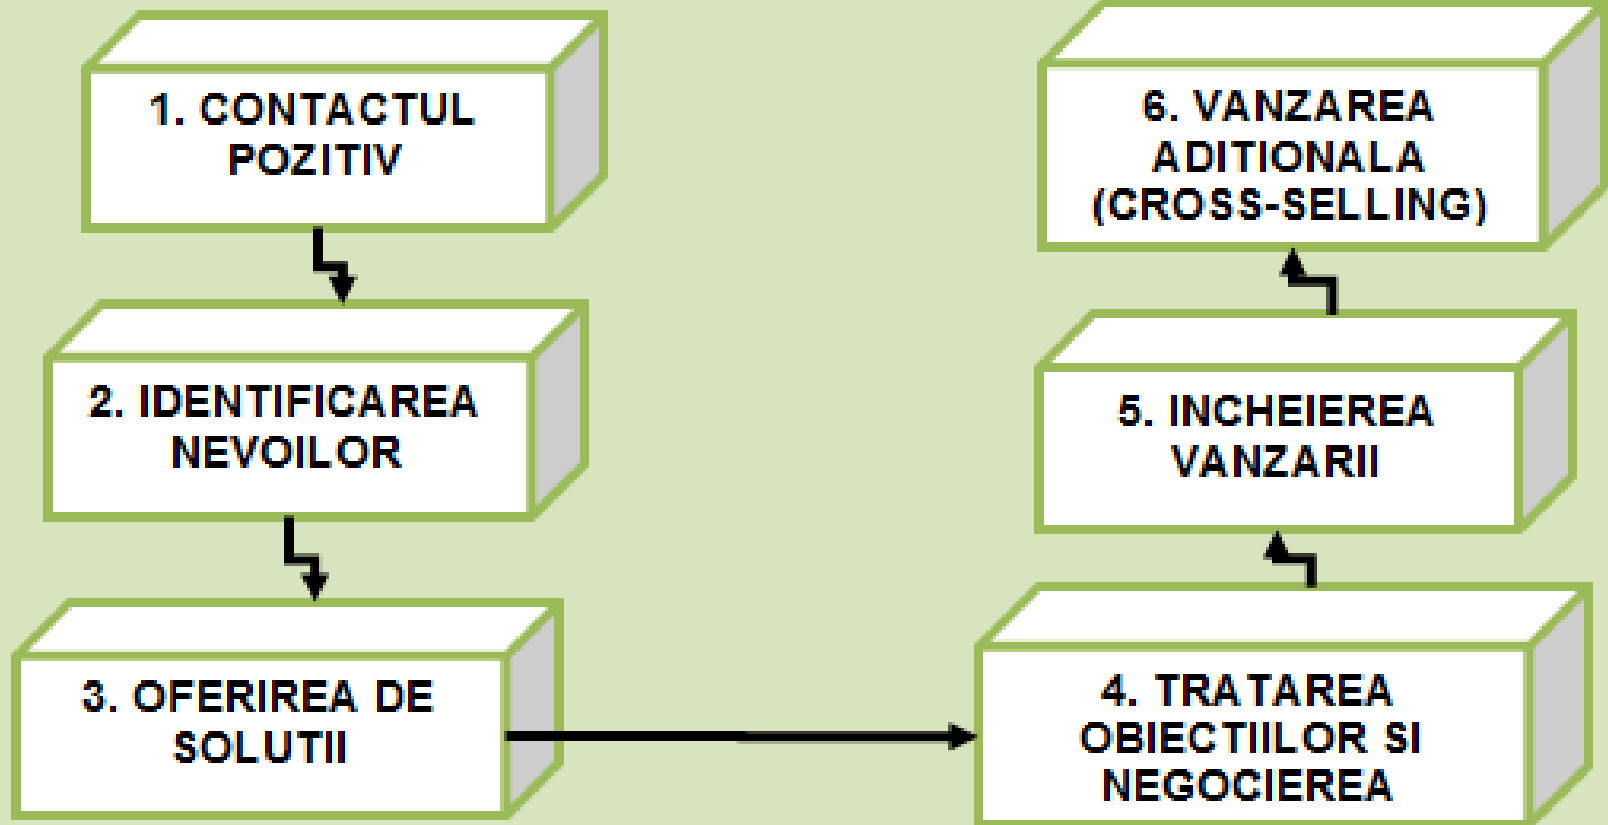 1. CONTACTUL
POZITIV
2. IDENTIFICAREA
NEVOILOR
3. OFERIREA DE
SOLUTII
4. TRATAREA
OBIECTIILOR SI
NEGOCIEREA
5. INCHEIEREA
VANZARII
6. VANZAREA
ADITIONALA
(CROSS-SELLING)